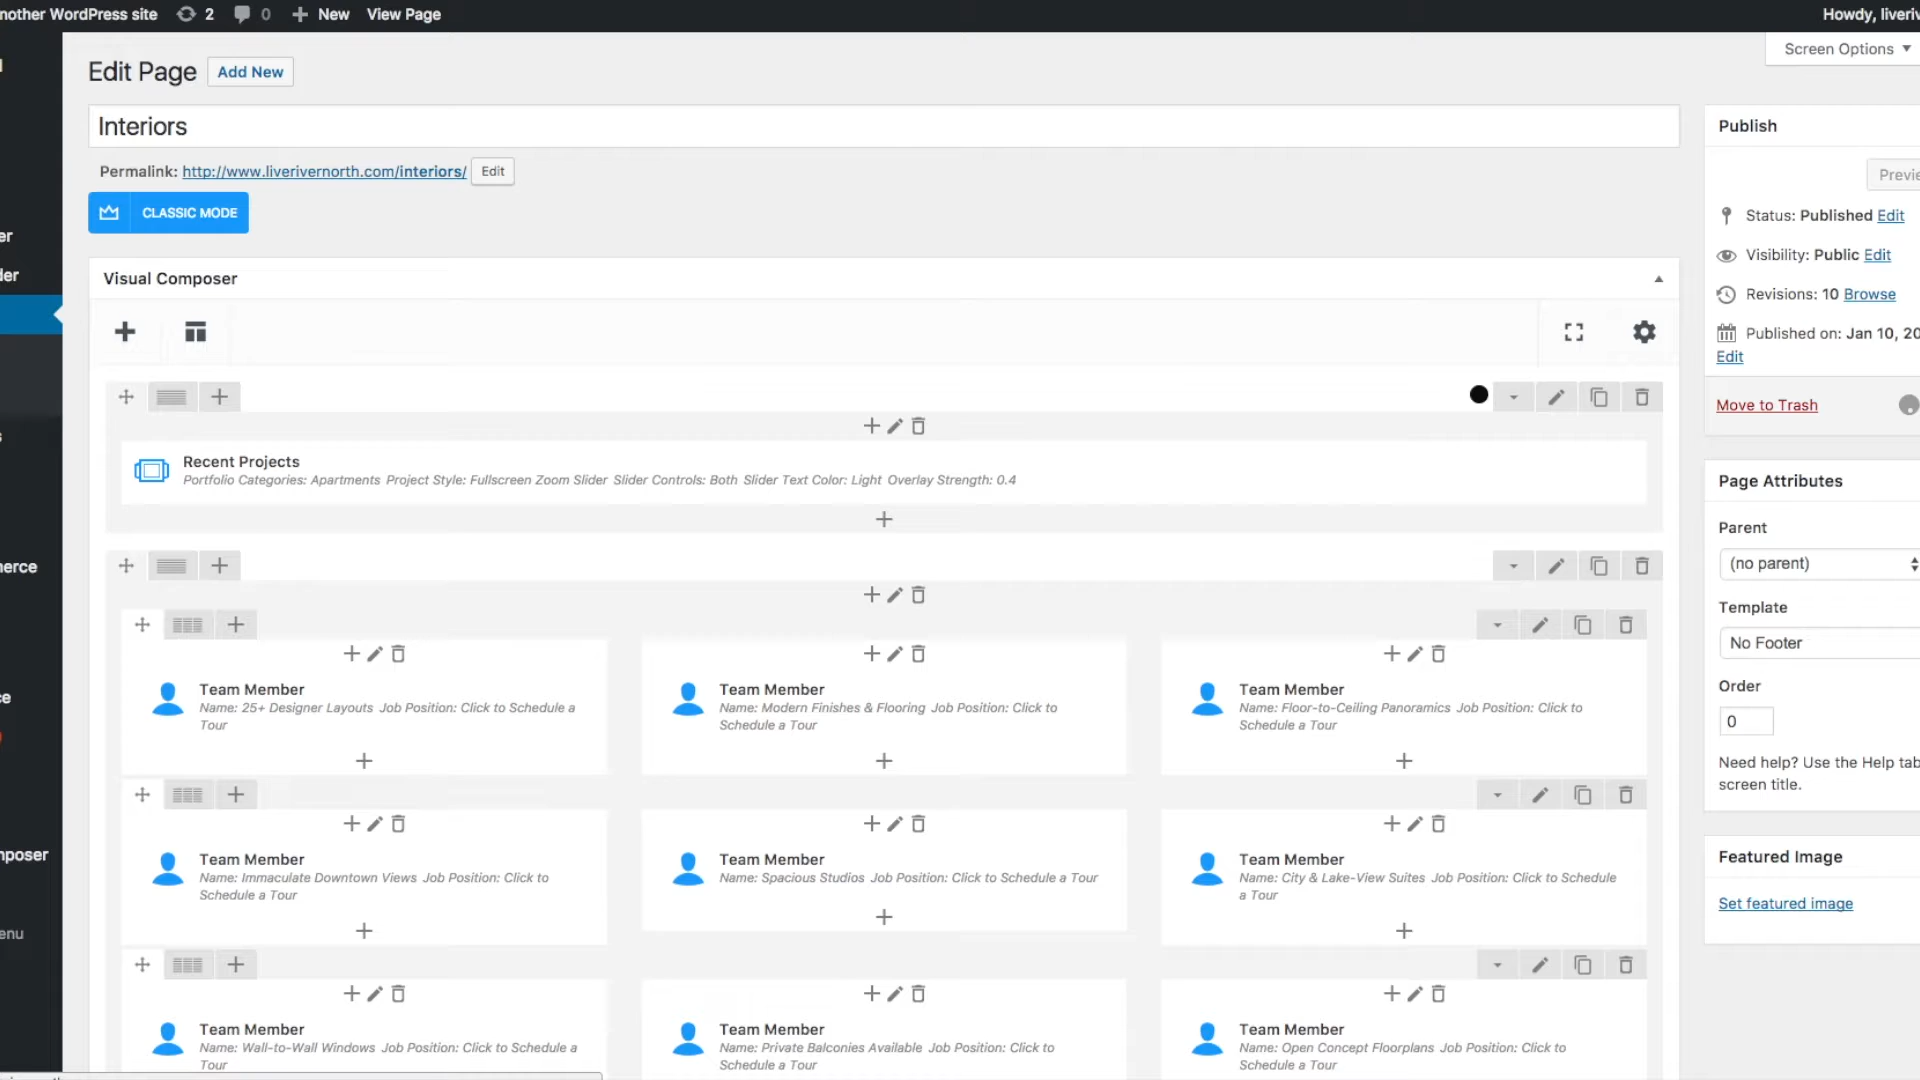 nother WordPress site 2 0 New View Page
Howdy, liveriv
Screen Options
Edit Page Add New
Interiors
Permalink: http://www.liverivernorth.com/interiors/ Edit
CLASSIC MODE
Visual Composer
Recent Projects
Portfolio Categories: Apartments Project Style: Fullscreen Zoom Slider Slider Controls: Both Slider Text Color: Light Overlay Strength: 0.4
Team Member
Name: 25+ Designer Layouts Job Position: Click to Schedule a
Tour
Team Member
Name: Modern Finishes & Flooring Job Position: Click to
Schedule a Tour
Team Member
Name: Floor-to-Ceiling Panoramics Job Position: Click to
Schedule a Tour
Team Member
Name: Immaculate Downtown Views Job Position: Click to
Schedule a Tour
Team Member
Name: Spacious Studios Job Position: Click to Schedule a Tour
Team Member
Name: City & Lake-View Suites Job Position: Click to Schedule
a Tour
Team Member
Name: Wall-to-Wall Windows Job Position: Click to Schedule a
Tour
Team Member
Name: Private Balconies Available Job Position: Click to
Schedule a Tour
Team Member
Name: Open Concept Floorplans Job Position: Click to
Schedule a Tour
Publish
Previe
Status: Published Edit
Visibility: Public Edit
Revisions: 10 Browse
Published on: Jan 10, 20
Edit
Move to Trash
Page Attributes
Parent
(no parent)
Template
No Footer
Order
0
Need help? Use the Help tab
screen title.
Featured Image
Set featured image
er
der
s
nerce
ce
nposer
enu